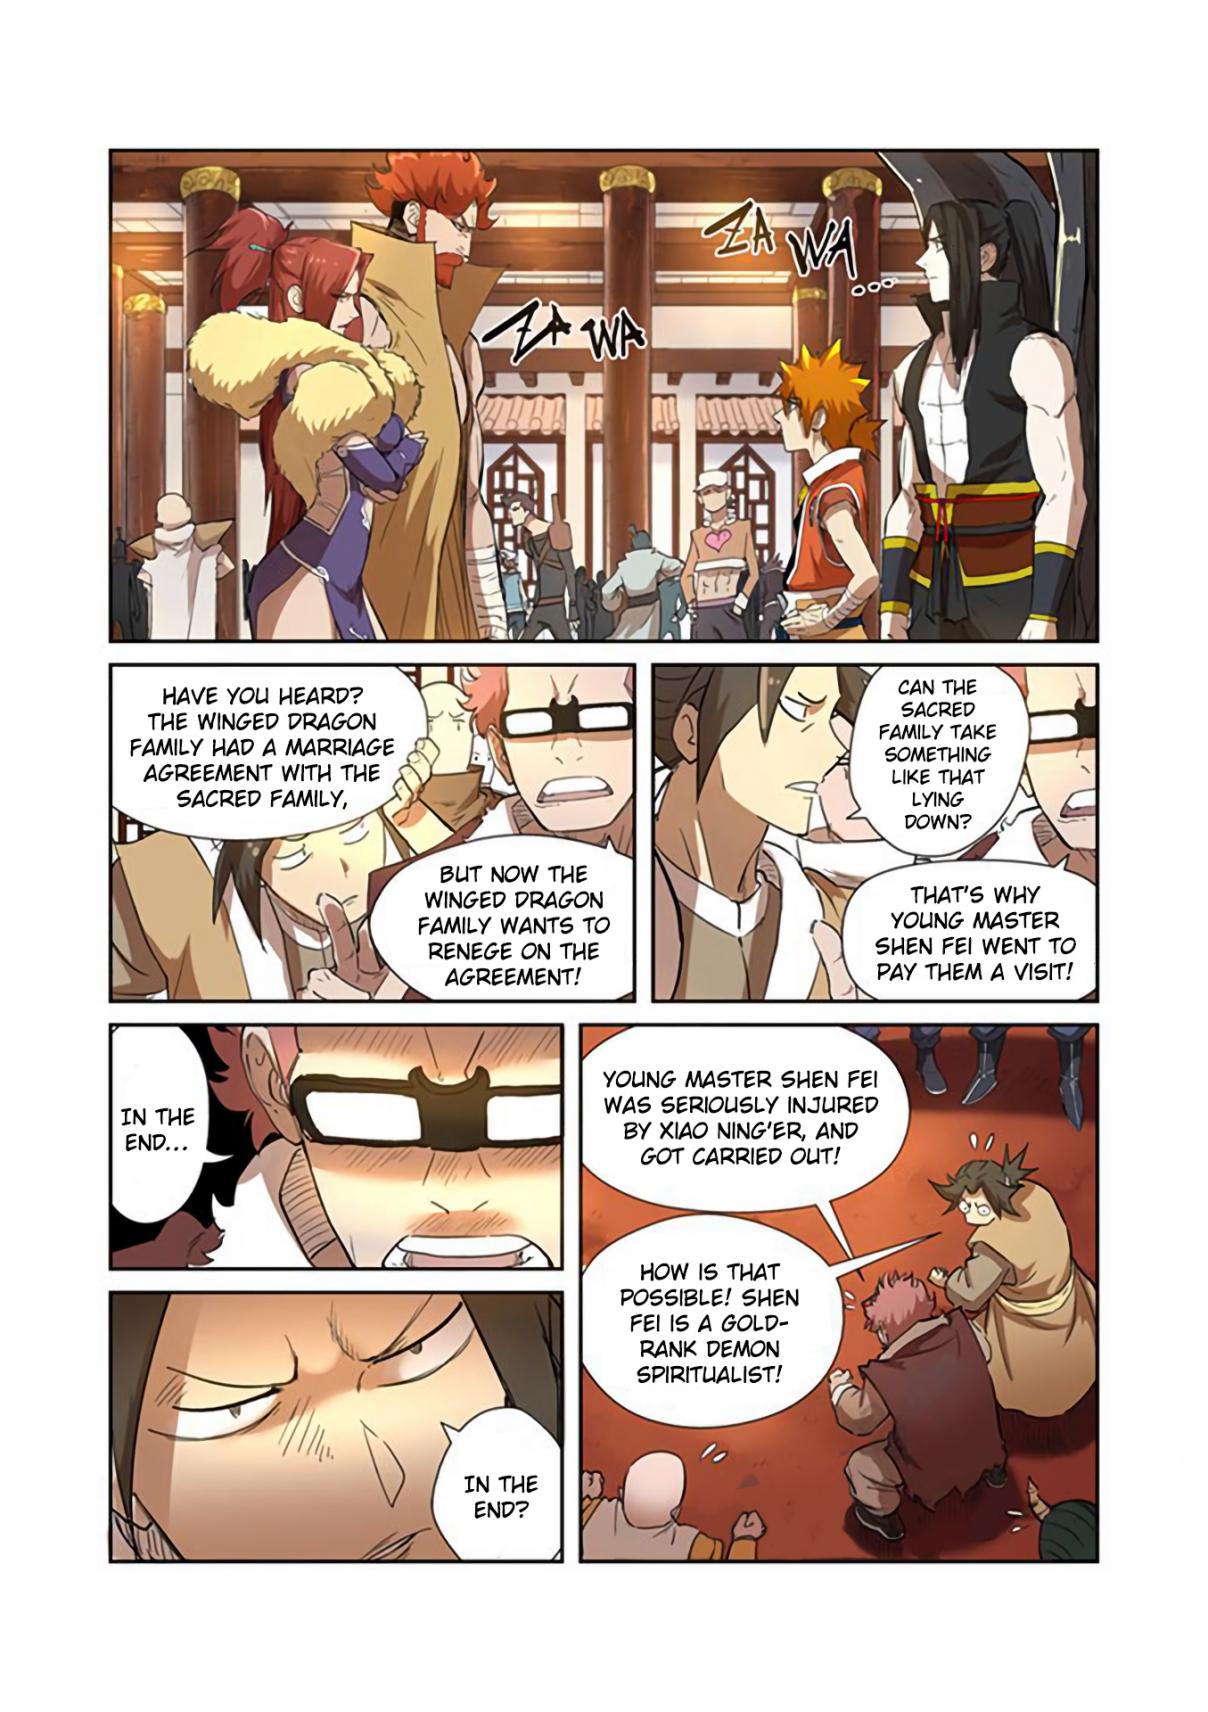 ZAWA...
ZAWA
HAVE YOU HEARD?
THE WINGED DRAGON
FAMILY HAD A MARRIAGE
AGREEMENT WITH THE
SACRED FAMILY,
BUT NOW THE
WINGED DRAGON
FAMILY WANTS TO
RENEGE ON THE
AGREEMENT!
CAN THE
SACRED
FAMILY TAKE
SOMETHING
LIKE THAT
LYING
DOWN?
THAT'S WHY
YOUNG MASTER
SHEN FEI WENT TO
PAY THEM A VISIT!
IN THE
END...
IN THE
END?
YOUNG MASTER SHEN FEI
WAS SERIOUSLY INJURED
BY XIAO NING'ER, AND
GOT CARRIED OUT!
HOW IS THAT
POSSIBLE! SHEN
FEI IS A GOLD-
RANK DEMON
SPIRITUALIST!